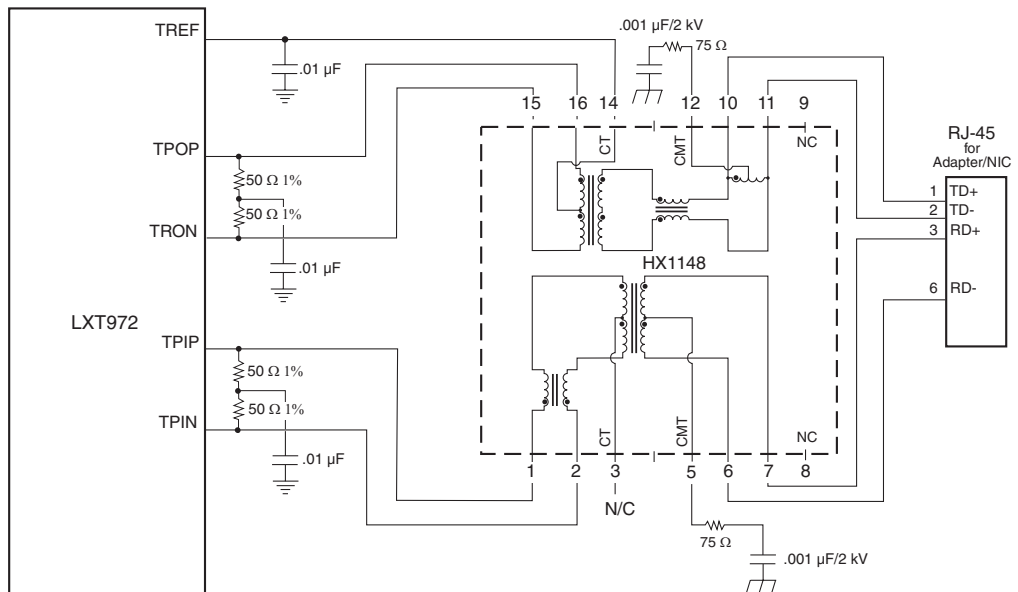 TREF
.01 µF
.001 µF/2 kV
75 Ω
15 16 14 12 10 11 9
NC
CT
CMT
RJ-45
for
Adapter/NIC
TPOP
50 Ω 1%
50 Ω 1%
TRON
.01 µF
1 TD+
2 TD-
3 RD+
6 RD-
HX1148
LXT972
TPIP
50 Ω 1%
50 Ω 1%
TPIN
.01 µF
CT
CMT
NC
1 2 3 5 6 7 8
N/C
75 Ω
.001 µF/2 kV